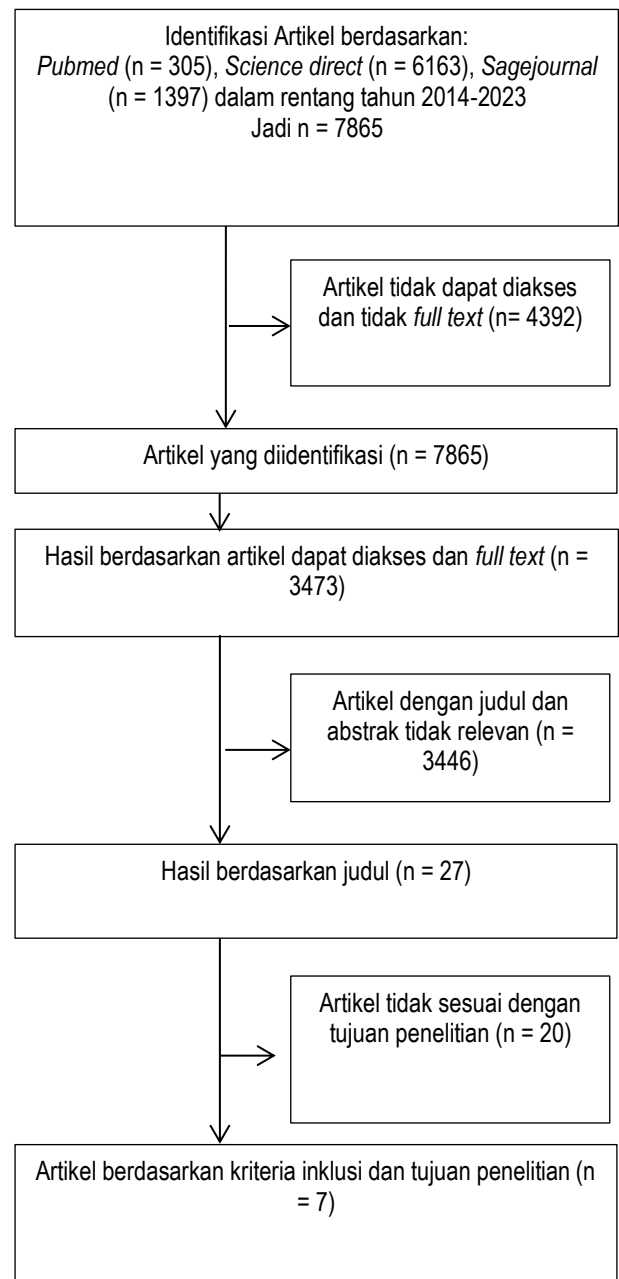 Identifikasi Artikel berdasarkan:
Pubmed (n = 305), Science direct (n = 6163), Sagejournal
(n = 1397) dalam rentang tahun 2014-2023
Jadi n = 7865
Artikel tidak dapat diakses
dan tidak full text (n= 4392)
Artikel yang diidentifikasi (n = 7865)
Hasil berdasarkan artikel dapat diakses dan full text (n =
3473)
Artikel dengan judul dan
abstrak tidak relevan (n =
3446)
Hasil berdasarkan judul (n = 27)
Artikel tidak sesuai dengan
tujuan penelitian (n = 20)
Artikel berdasarkan kriteria inklusi dan tujuan penelitian (n
= 7)